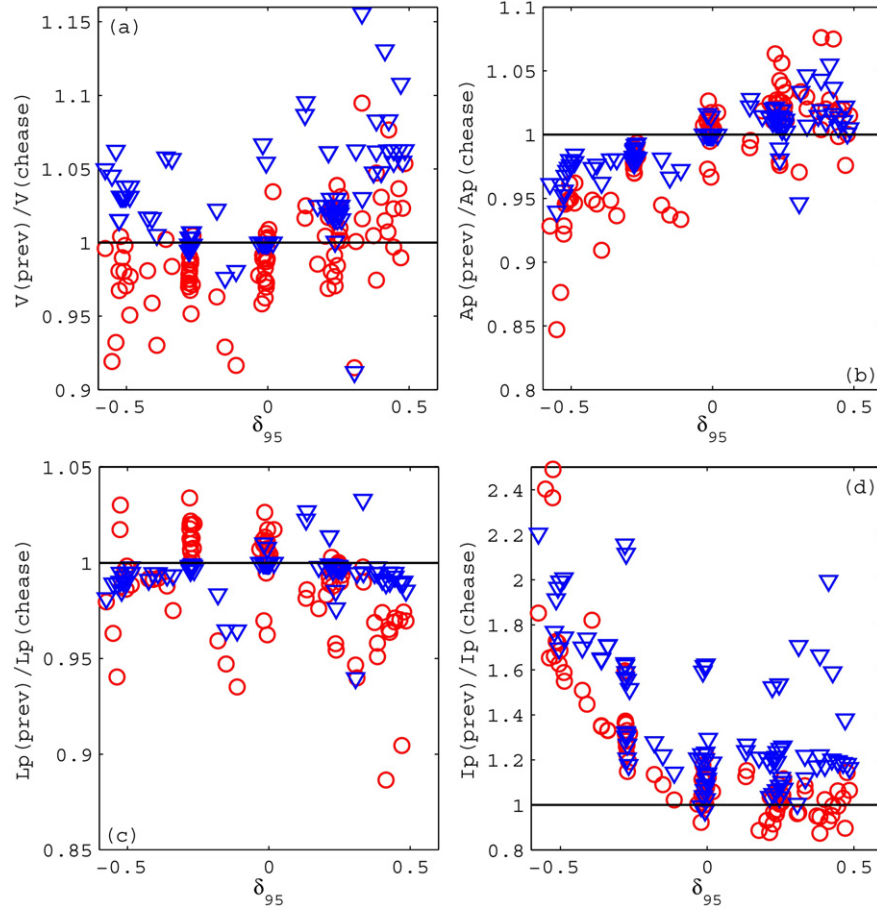 (a)
1.15
1.1
1.05
1
0.95
0.9
−0.5 0 0.5
δ95
V(prev)/V(chease)
1.1
1.05
1
0.95
0.9
0.85
0.8
(b)
−0.5 0 0.5
δ95
Ap(prev)/Ap(chease)
1.05
1
0.95
0.9
0.85
(c)
−0.5 0 0.5
δ95
Lp(prev)/Lp(chease)
(d)
2.4
2.2
2
1.8
1.6
1.4
1.2
1
0.8
−0.5 0 0.5
δ95
Ip(prev)/Ip(chease)